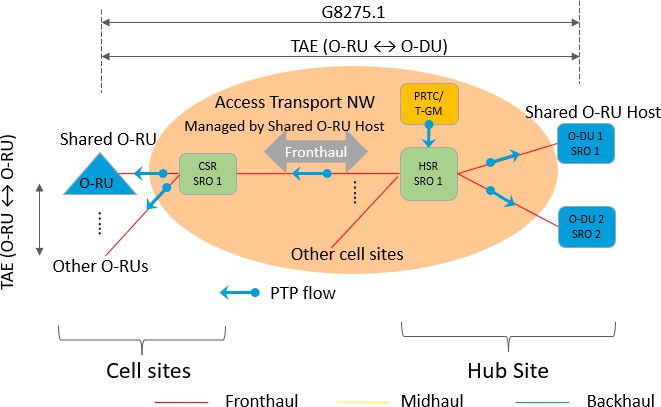 G8275.1
TAE (O-RU ↔ O-DU)
Access Transport NW
Managed by Shared O-RU Host
PRTC/
T-GM
Shared O-RU Host
Shared O-RU
Fronthaul
O-DU 1
SRO 1
O-RU
CSR
SRO 1
HSR
SRO 1
TAE (O-RU ↔ O-RU)
O-DU 2
SRO 2
Other O-RUs
Other cell sites
PTP flow
Cell sites
Hub Site
Fronthaul
Midhaul
Backhaul